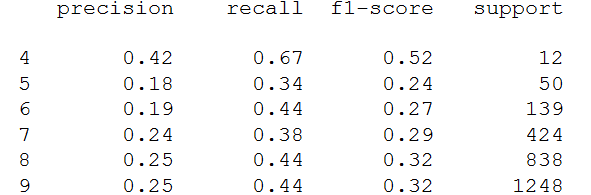 precision recall f1-score support
4 0.42 0.67 0.52 12
5 0.18 0.34 0.24 50
6 0.19 0.44 0.27 139
7 0.24 0.38 0.29 424
8 0.25 0.44 0.32 838
9 0.25 0.44 0.32 1248